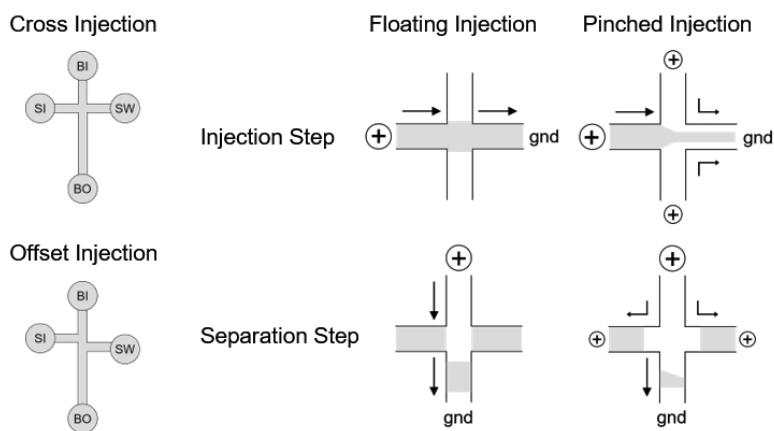 Cross Injection
Floating Injection
Pinched Injection
BI
SI
SW
BO
Injection Step
+
gnd
+
+
gnd
+
Offset Injection
BI
SI
SW
BO
Separation Step
+
gnd
+
+
+
gnd